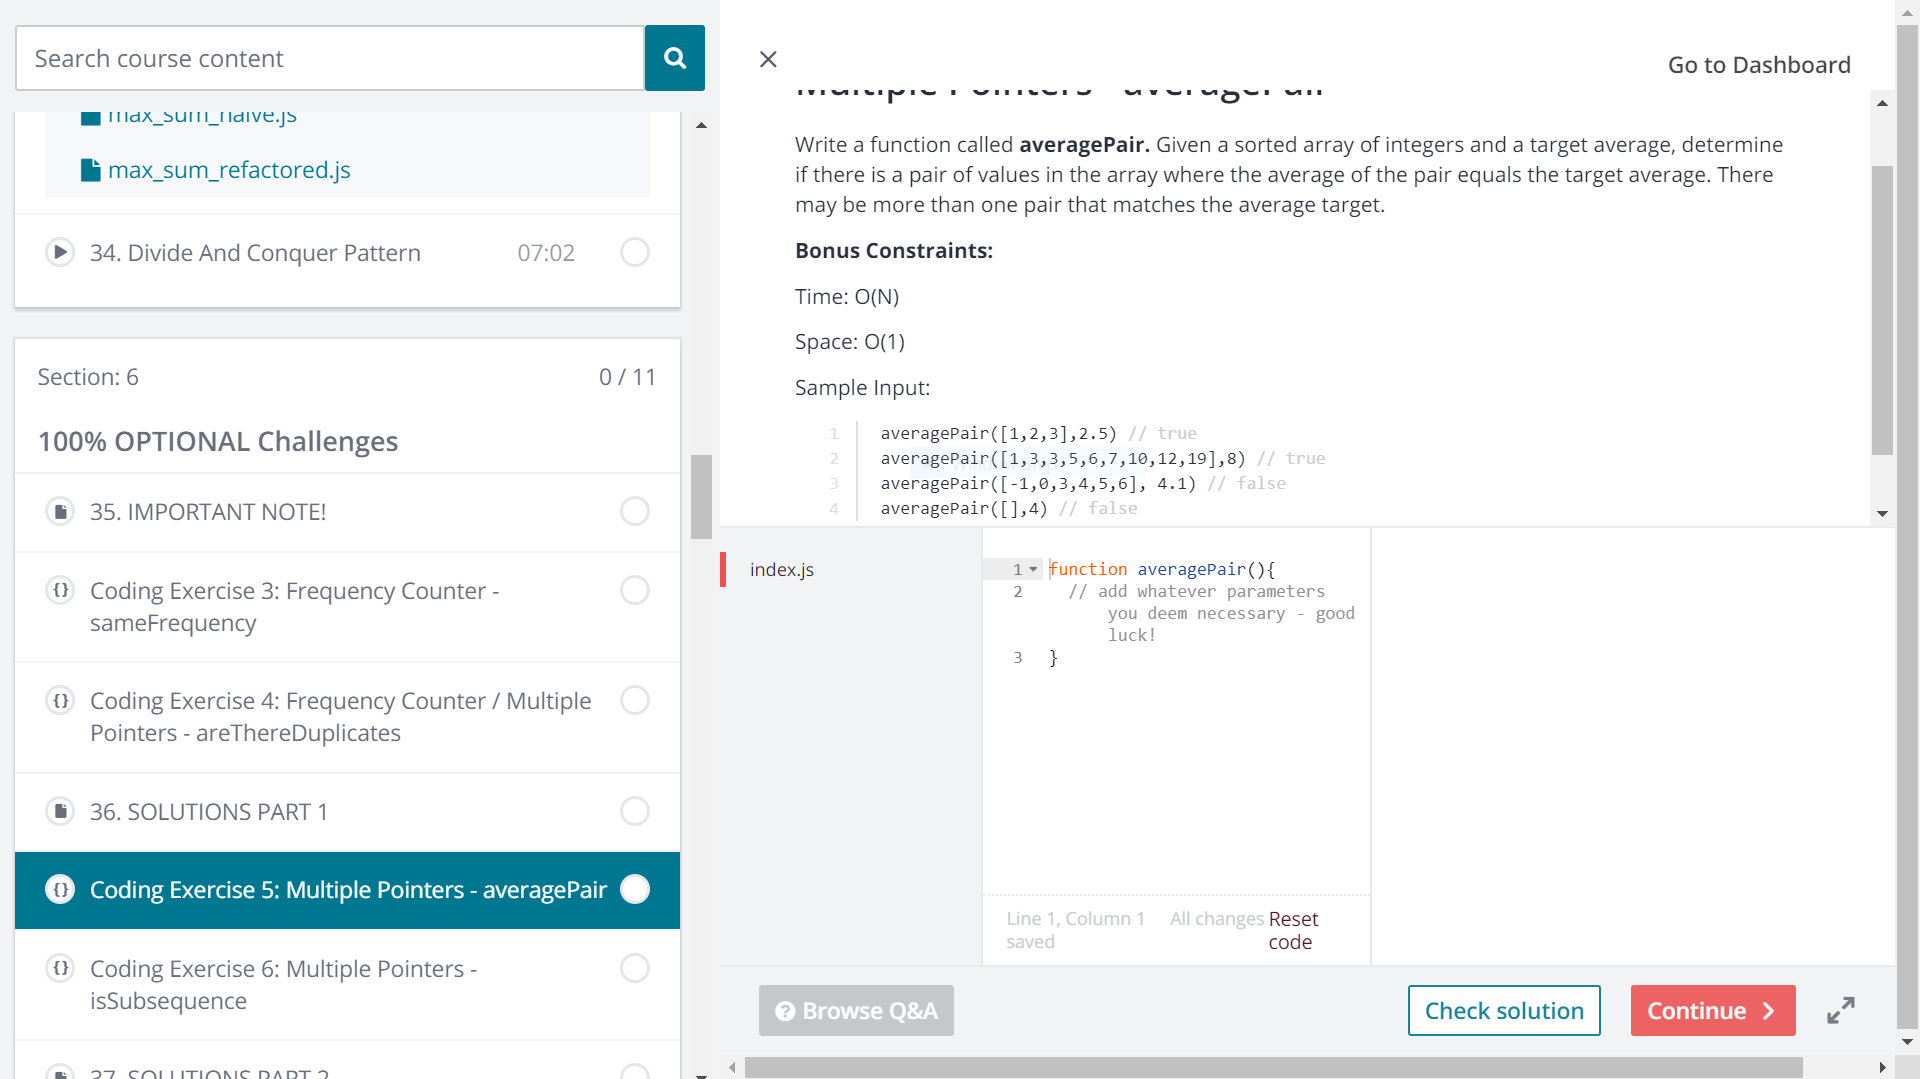 Search course content
max_sum_naive.js
max_sum_refactored.js
34. Divide And Conquer Pattern 07:02
Section: 6 0 / 11
100% OPTIONAL Challenges
35. IMPORTANT NOTE!
Coding Exercise 3: Frequency Counter -
sameFrequency
Coding Exercise 4: Frequency Counter / Multiple
Pointers - areThereDuplicates
36. SOLUTIONS PART 1
Coding Exercise 5: Multiple Pointers - averagePair
Coding Exercise 6: Multiple Pointers -
isSubsequence
37. SOLUTIONS PART 2
Go to Dashboard
Multiple Pointers - averagePair
Write a function called averagePair. Given a sorted array of integers and a target average, determine
if there is a pair of values in the array where the average of the pair equals the target average. There
may be more than one pair that matches the average target.
Bonus Constraints:
Time: O(N)
Space: O(1)
Sample Input:
1 averagePair([1,2,3],2.5) // true
2 averagePair([1,3,3,5,6,7,10,12,19],8) // true
3 averagePair([-1,0,3,4,5,6], 4.1) // false
4 averagePair([],4) // false
index.js
1 function averagePair(){
2 // add whatever parameters
you deem necessary - good
luck!
3 }
Line 1, Column 1 All changes Reset
saved code
Browse Q&A
Check solution
Continue